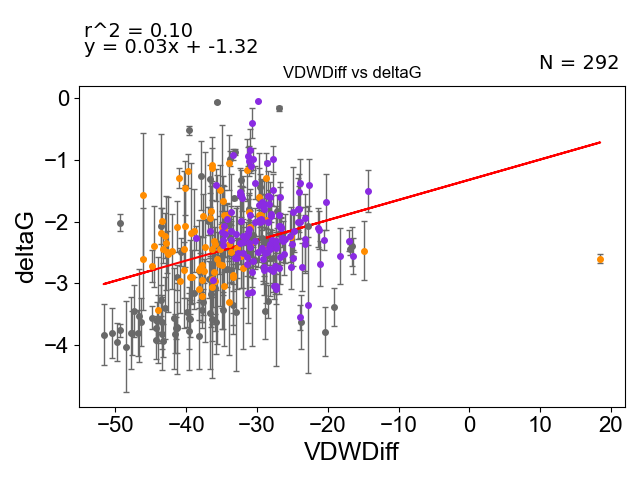 r^2 = 0.10
y = 0.03x + -1.32
N = 292
VDWDiff vs deltaG
0
−1
−2
−3
−4
deltaG
−50
−40
−30
−20
−10
0
10
20
VDWDiff